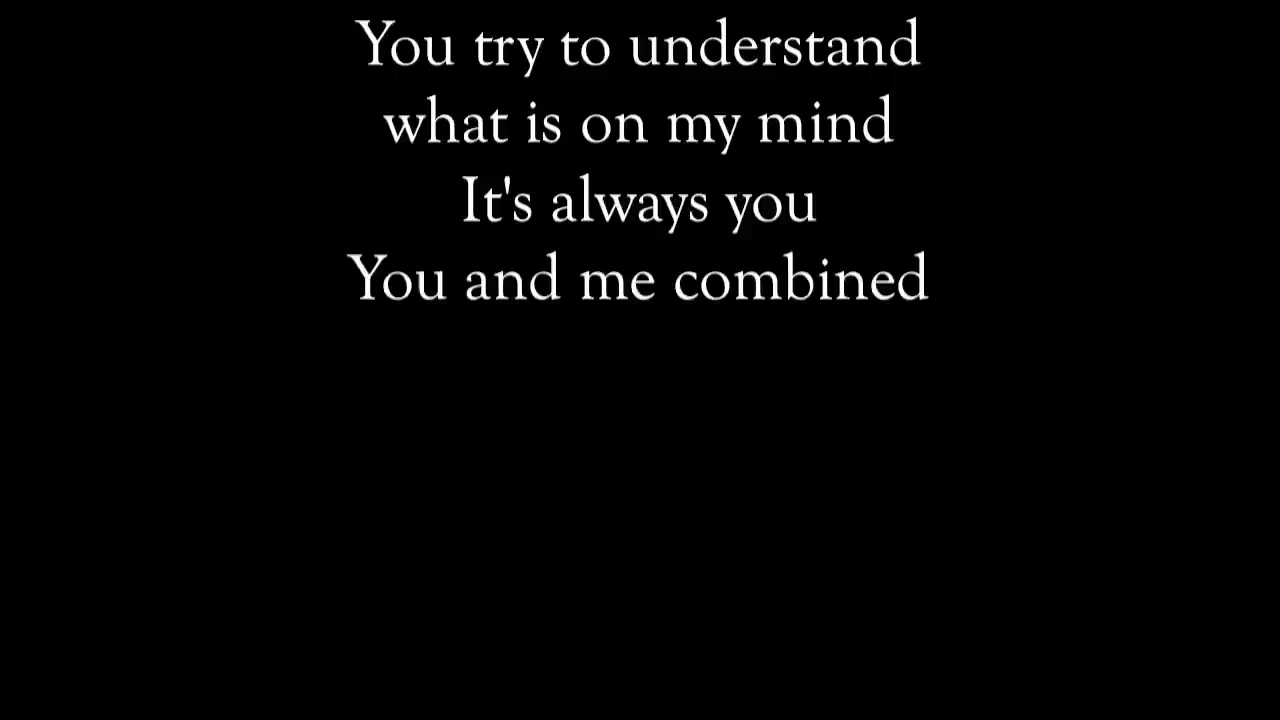 You try to understand
what is on my mind
It's always you
You and me combined